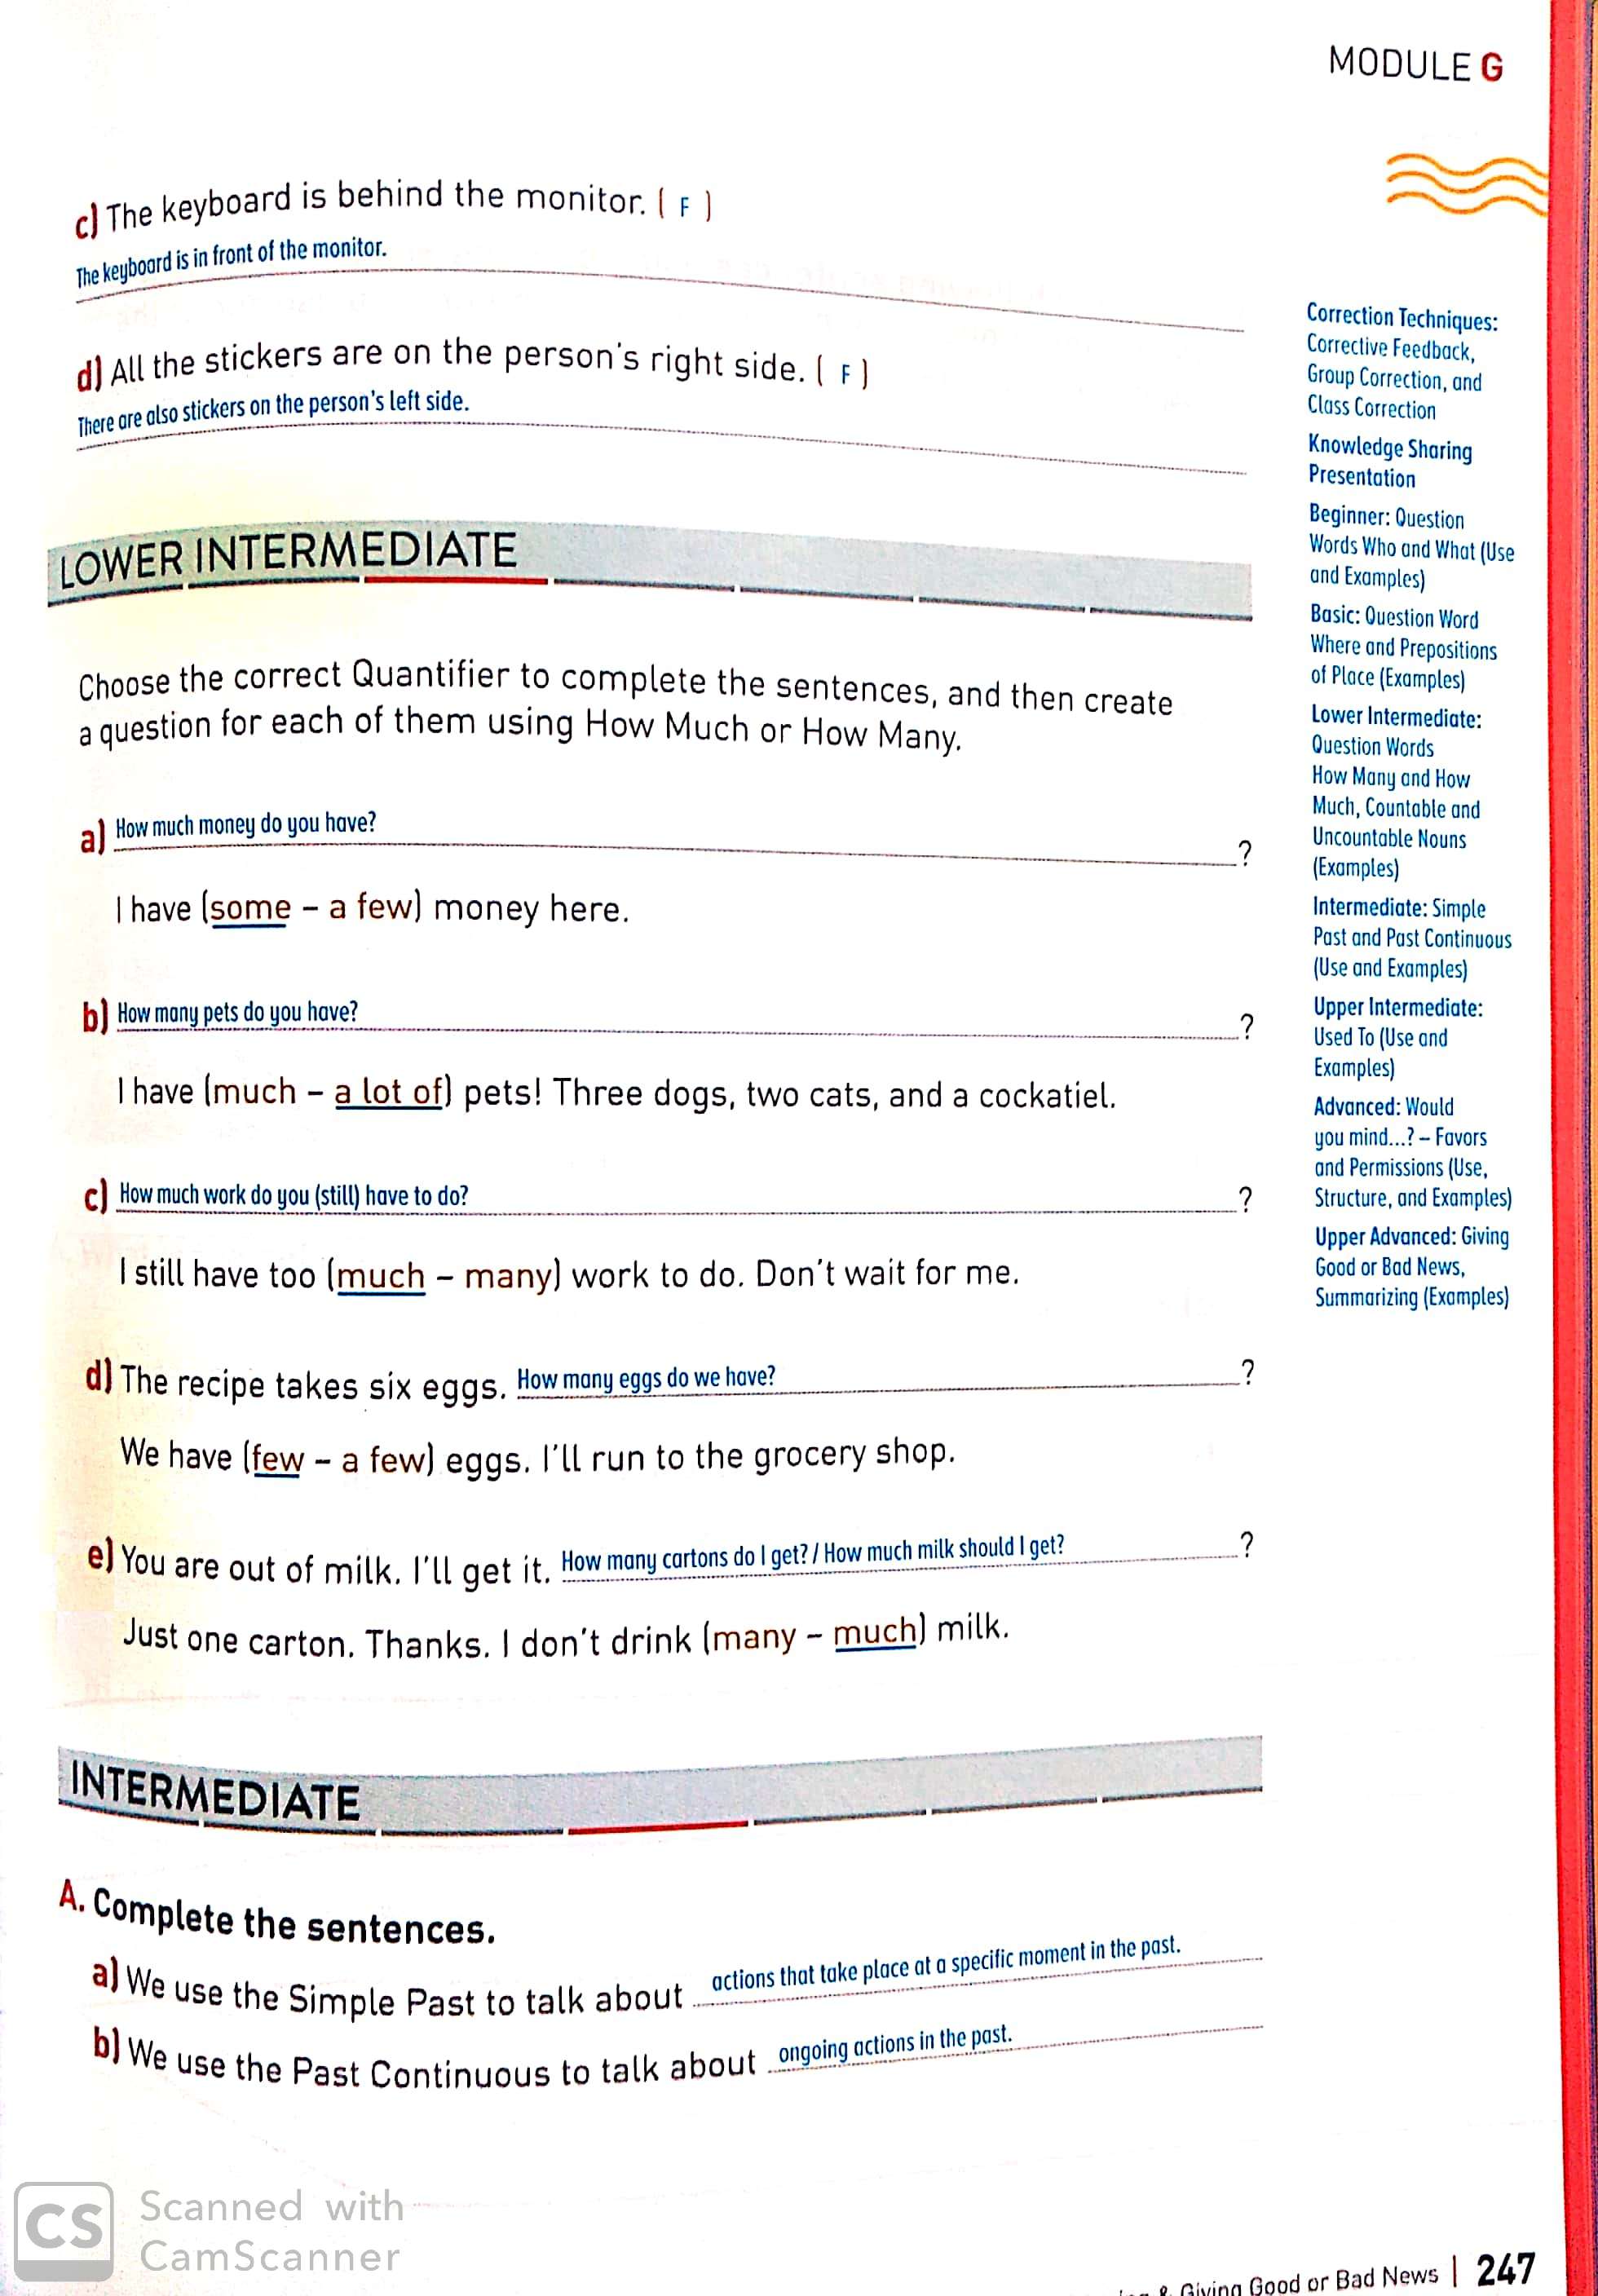 MODULE G
c) The keyboard is behind the monitor. ( F )
The keyboard is in front of the monitor.
d) All the stickers are on the person's right side. ( F )
There are also stickers on the person's left side.
LOWER INTERMEDIATE
Choose the correct Quantifier to complete the sentences, and then create
a question for each of them using How Much or How Many.
a) How much money do you have? ?
I have (some – a few) money here.
b) How many pets do you have? ?
I have (much – a lot of) pets! Three dogs, two cats, and a cockatiel.
c) How much work do you (still) have to do? ?
I still have too (much – many) work to do. Don't wait for me.
d) The recipe takes six eggs. How many eggs do we have? ?
We have (few – a few) eggs. I'll run to the grocery shop.
e) You are out of milk. I'll get it. How many cartons do I get? / How much milk should I get? ?
Just one carton. Thanks. I don't drink (many – much) milk.
INTERMEDIATE
A. Complete the sentences.
a) We use the Simple Past to talk about actions that take place at a specific moment in the past.
b) We use the Past Continuous to talk about ongoing actions in the past.
Correction Techniques:
Corrective Feedback,
Group Correction, and
Class Correction
Knowledge Sharing
Presentation
Beginner: Question
Words Who and What (Use
and Examples)
Basic: Question Word
Where and Prepositions
of Place (Examples)
Lower Intermediate:
Question Words
How Many and How
Much, Countable and
Uncountable Nouns
(Examples)
Intermediate: Simple
Past and Past Continuous
(Use and Examples)
Upper Intermediate:
Used To (Use and
Examples)
Advanced: Would
you mind...? – Favors
and Permissions (Use,
Structure, and Examples)
Upper Advanced: Giving
Good or Bad News,
Summarizing (Examples)
CS Scanned with
CamScanner
& Giving Good or Bad News | 247